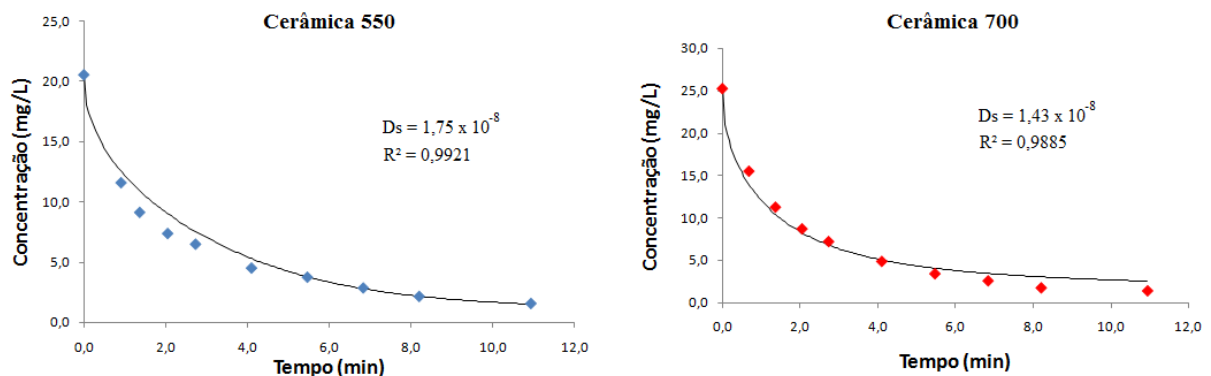 Cerâmica 550
25,0
20,0
15,0
10,0
5,0
0,0
Concentração (mg/L)
Ds = 1,75 x 10⁻⁸
R² = 0,9921
0,0 2,0 4,0 6,0 8,0 10,0 12,0
Tempo (min)
Cerâmica 700
30,0
25,0
20,0
15,0
10,0
5,0
0,0
Concentração (mg/L)
Ds = 1,43 x 10⁻⁸
R² = 0,9885
0,0 2,0 4,0 6,0 8,0 10,0 12,0
Tempo (min)